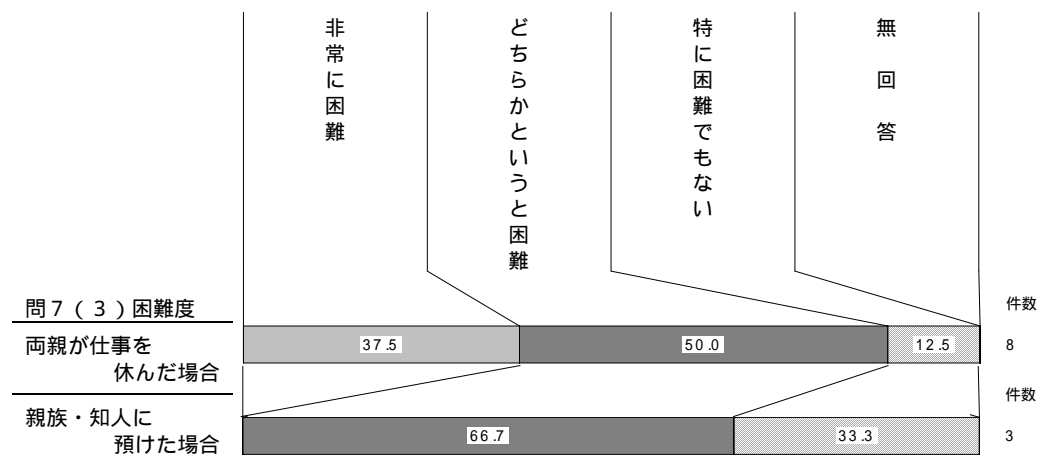 非常に困難
どちらかというと困難
特に困難でもない
無回答
問7(3)困難度
件数
両親が仕事を
休んだ場合
37.5
50.0
12.5
8
件数
親族・知人に
預けた場合
66.7
33.3
3